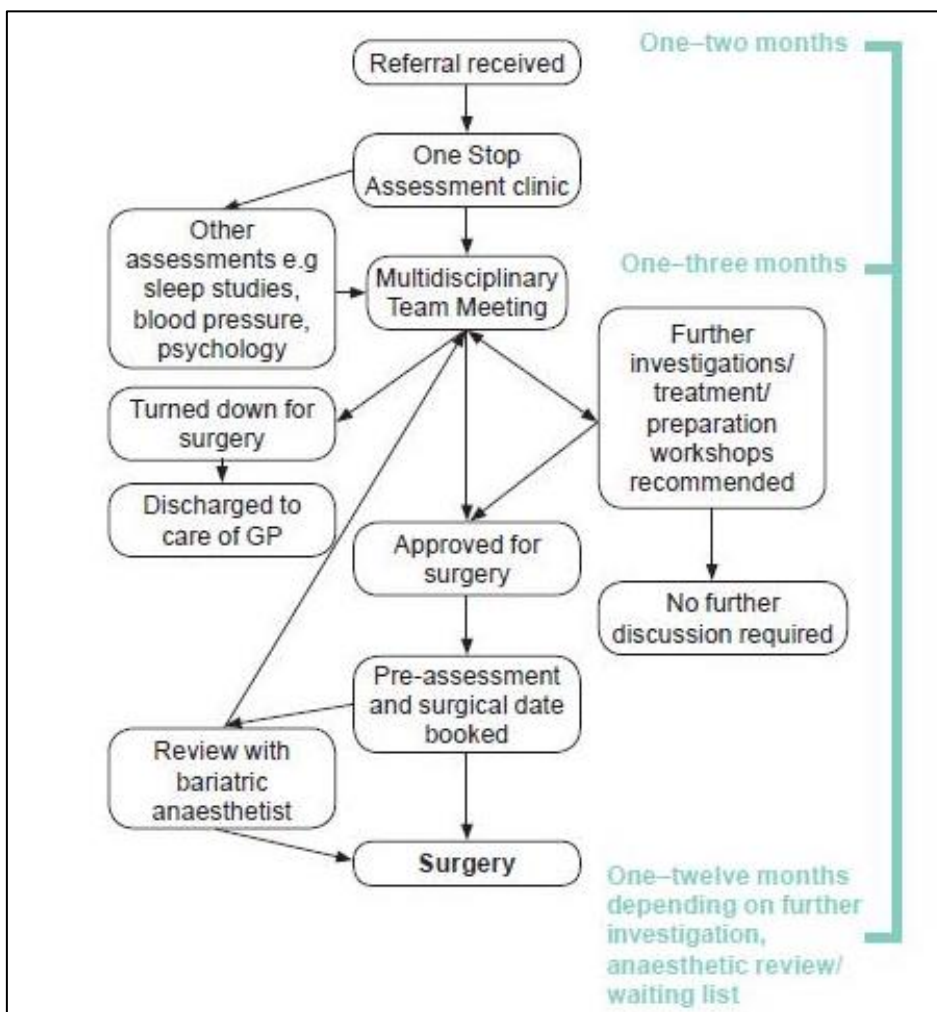 One–two months
Referral received
One Stop
Assessment clinic
Other
assessments e.g
sleep studies,
blood pressure,
psychology
One–three months
Multidisciplinary
Team Meeting
Further
investigations/
treatment/
preparation
workshops
recommended
Turned down for
surgery
Discharged to
care of GP
Approved for
surgery
No further
discussion required
Pre-assessment
and surgical date
booked
Review with
bariatric
anaesthetist
Surgery
One–twelve months
depending on further
investigation,
anaesthetic review/
waiting list